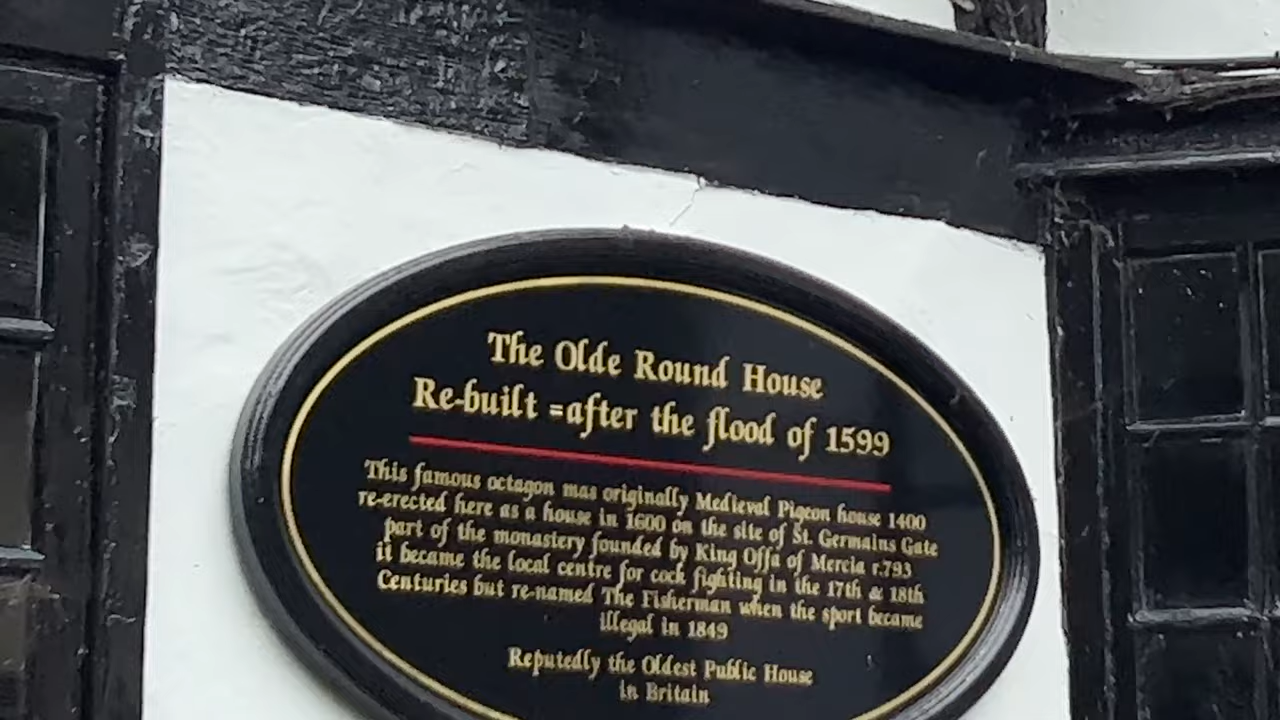 The Olde Round House
Re-built =after the flood of 1599
This famous octagon mas originally Medieval Pigeon house 1400
re-erected here as a house in 1600 on the site of St. Germains Gate
part of the monastery founded by King Offa of Mercia r.793
it became the local centre for cock fighting in the 17th & 18th
Centuries but re-named The Fisherman when the sport became
illegal in 1849
Reputedly the Oldest Public House
in Britain